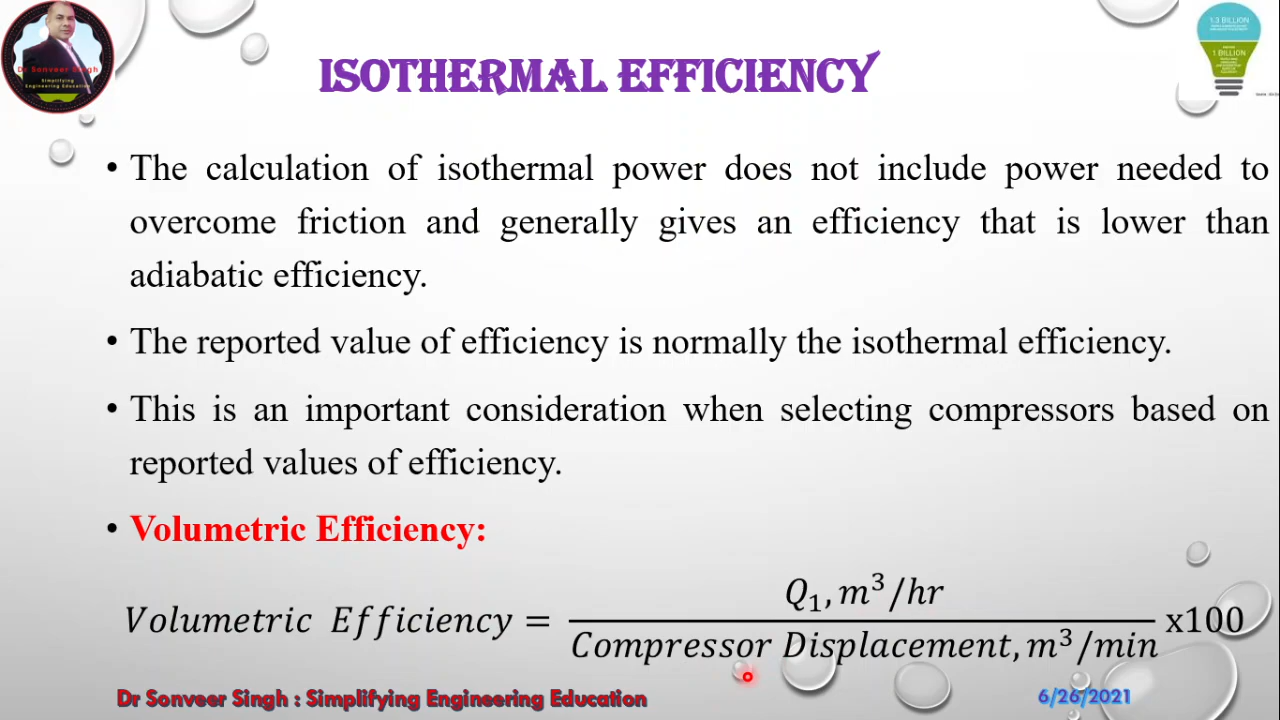 Dr Sonveer Singh
Simplifying
Engineering Education
1.3 BILLION
1 BILLION
ISOTHERMAL EFFICIENCY
• The calculation of isothermal power does not include power needed to
overcome friction and generally gives an efficiency that is lower than
adiabatic efficiency.
• The reported value of efficiency is normally the isothermal efficiency.
• This is an important consideration when selecting compressors based on
reported values of efficiency.
• Volumetric Efficiency:
Volumetric Efficiency = Q₁, m³/hr / Compressor Displacement, m³/min x100
Dr Sonveer Singh : Simplifying Engineering Education
6/26/2021